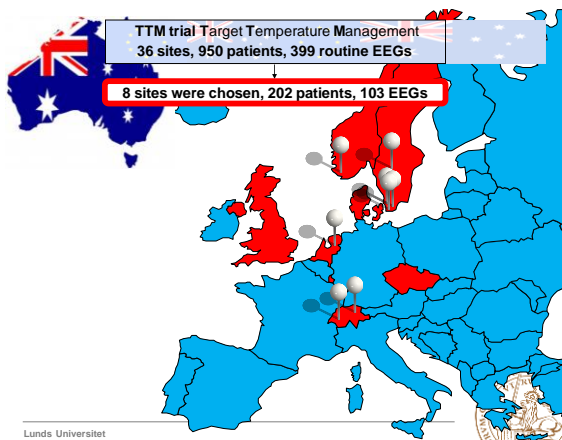 TTM trial Target Temperature Management
36 sites, 950 patients, 399 routine EEGs
8 sites were chosen, 202 patients, 103 EEGs
Lunds Universitet